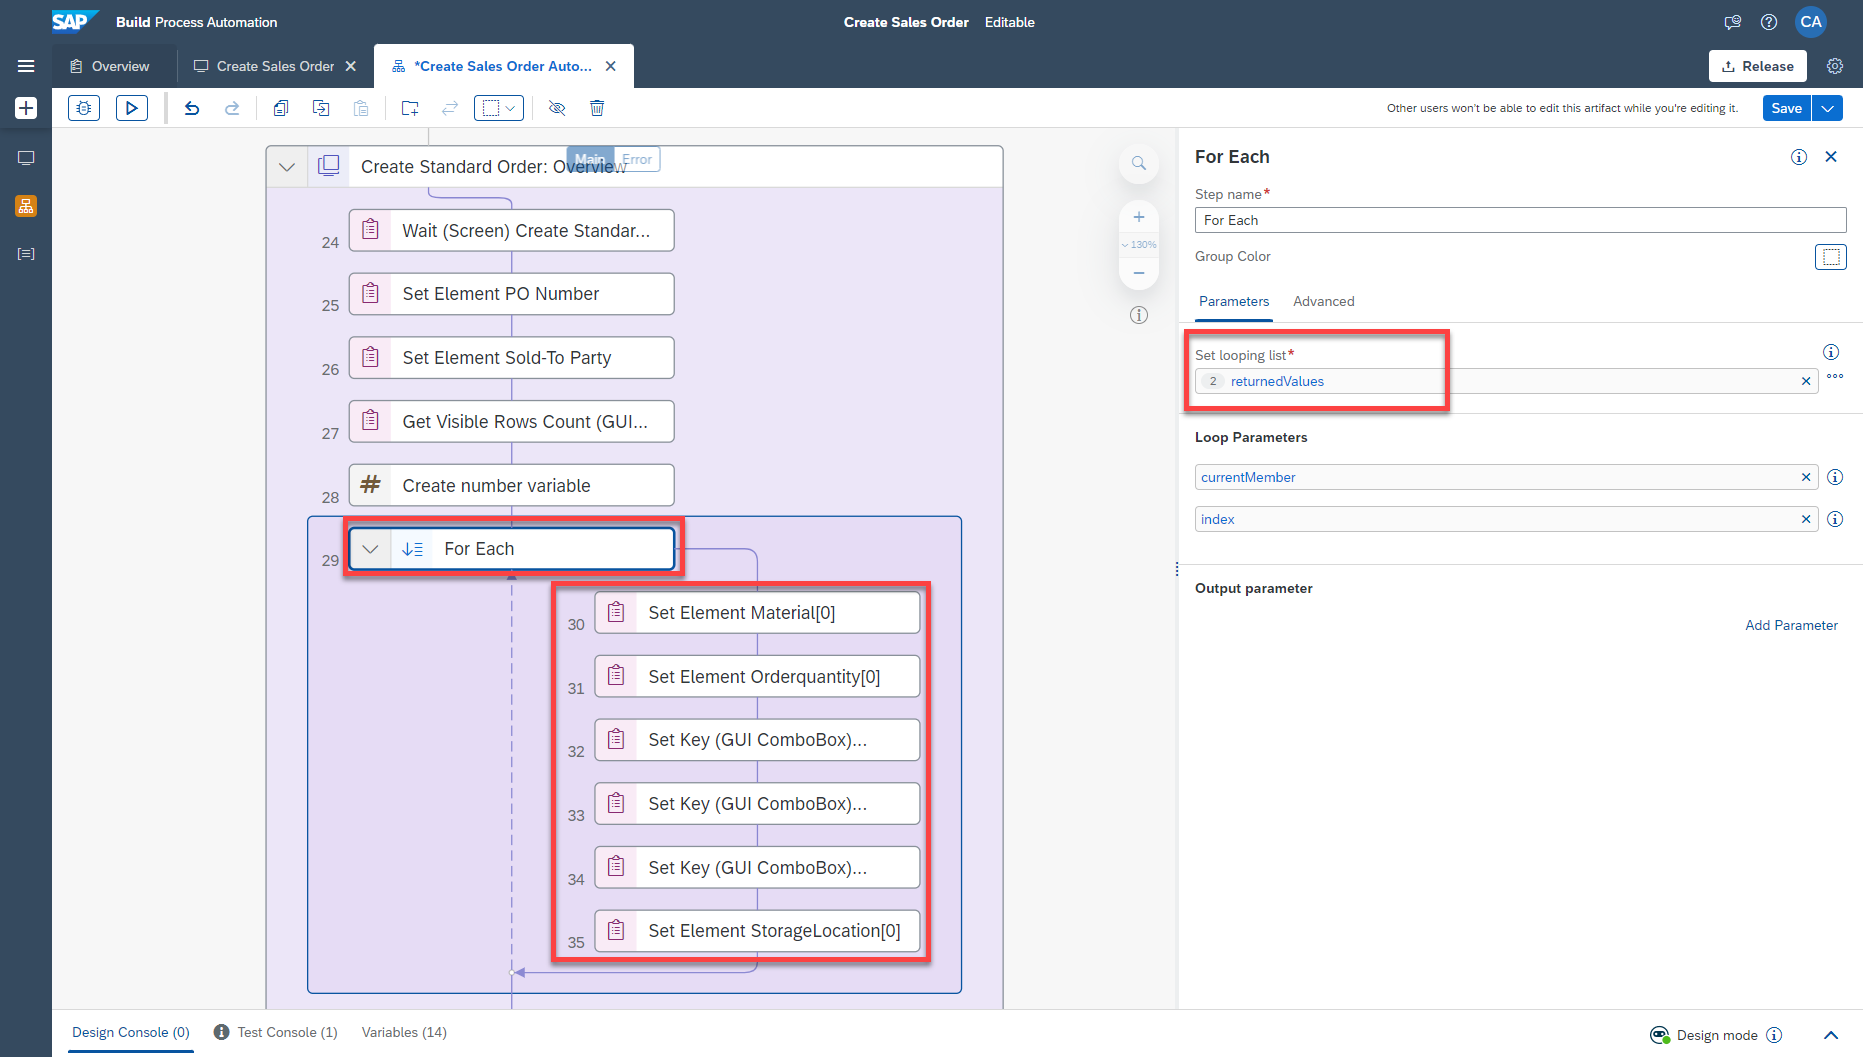 SAP Build Process Automation
Create Sales Order Editable
CA
Overview
Create Sales Order
*Create Sales Order Auto...
Release
Other users won't be able to edit this artifact while you're editing it.
Save
Create Standard Order: Overview
Main Error
24 Wait (Screen) Create Standar...
25 Set Element PO Number
26 Set Element Sold-To Party
27 Get Visible Rows Count (GUI...
28 # Create number variable
29 For Each
30 Set Element Material[0]
31 Set Element Orderquantity[0]
32 Set Key (GUI ComboBox)...
33 Set Key (GUI ComboBox)...
34 Set Key (GUI ComboBox)...
35 Set Element StorageLocation[0]
130%
For Each
Step name*
For Each
Group Color
Parameters Advanced
Set looping list*
2 returnedValues
Loop Parameters
currentMember
index
Output parameter
Add Parameter
Design Console (0) Test Console (1) Variables (14)
Design mode